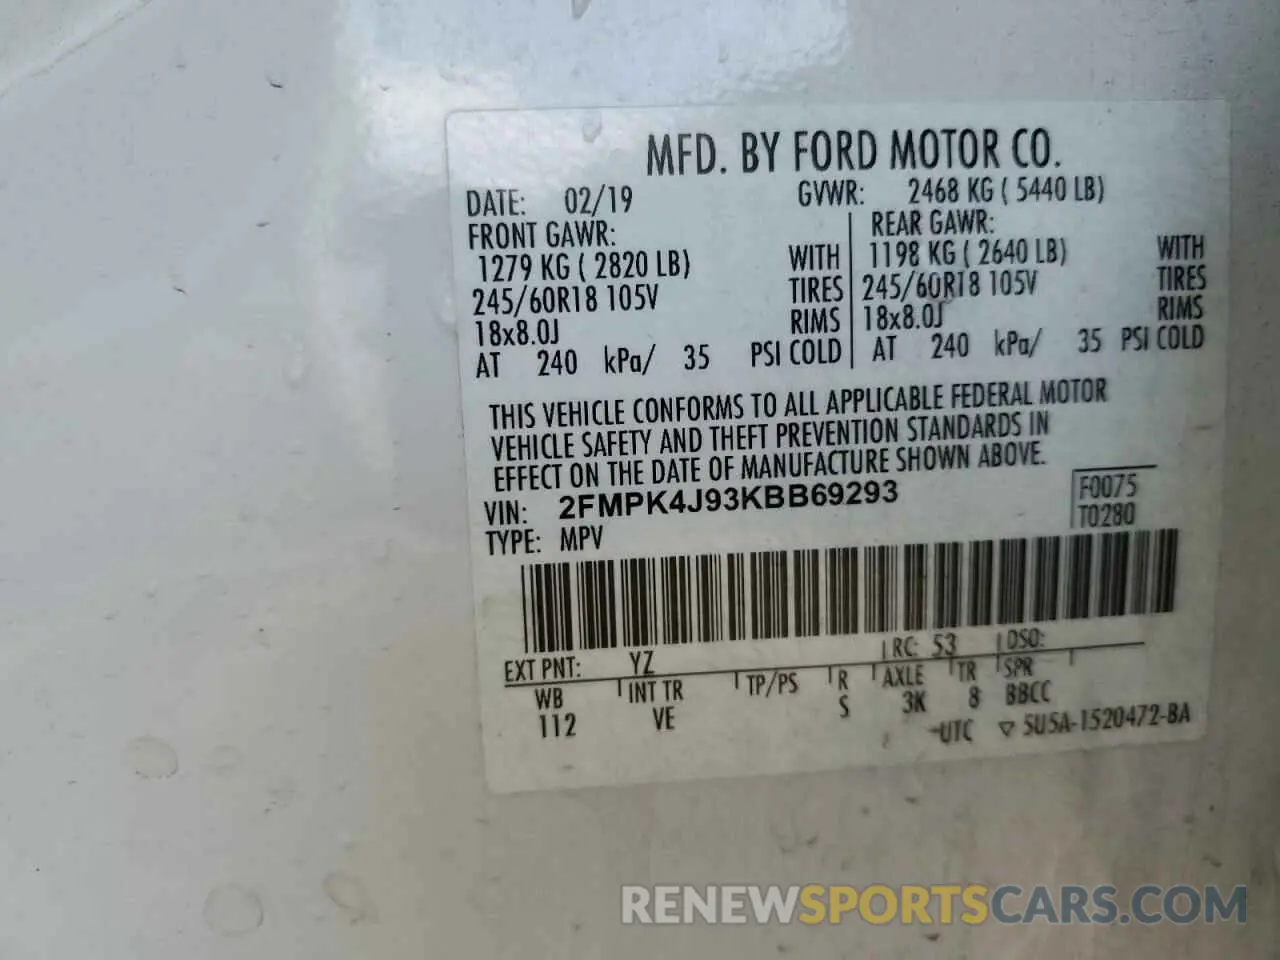 MFD. BY FORD MOTOR CO.
DATE: 02/19 GVWR: 2468 KG ( 5440 LB)
FRONT GAWR: REAR GAWR:
1279 KG ( 2820 LB) WITH 1198 KG ( 2640 LB) WITH
245/60R18 105V TIRES 245/60R18 105V TIRES
18x8.0J RIMS 18x8.0J RIMS
AT 240 kPa/ 35 PSI COLD AT 240 kPa/ 35 PSI COLD
THIS VEHICLE CONFORMS TO ALL APPLICABLE FEDERAL MOTOR
VEHICLE SAFETY AND THEFT PREVENTION STANDARDS IN
EFFECT ON THE DATE OF MANUFACTURE SHOWN ABOVE.
VIN: 2FMPK4J93KBB69293 F0075
TYPE: MPV T0280
EXT PNT: YZ RC: 53 DSO:
WB INT TR TP/PS R AXLE TR SPR
112 VE S 3K 8 BBCC
-UTC ▽ 5U5A-1520472-BA
RENEWSPORTSCARS.COM